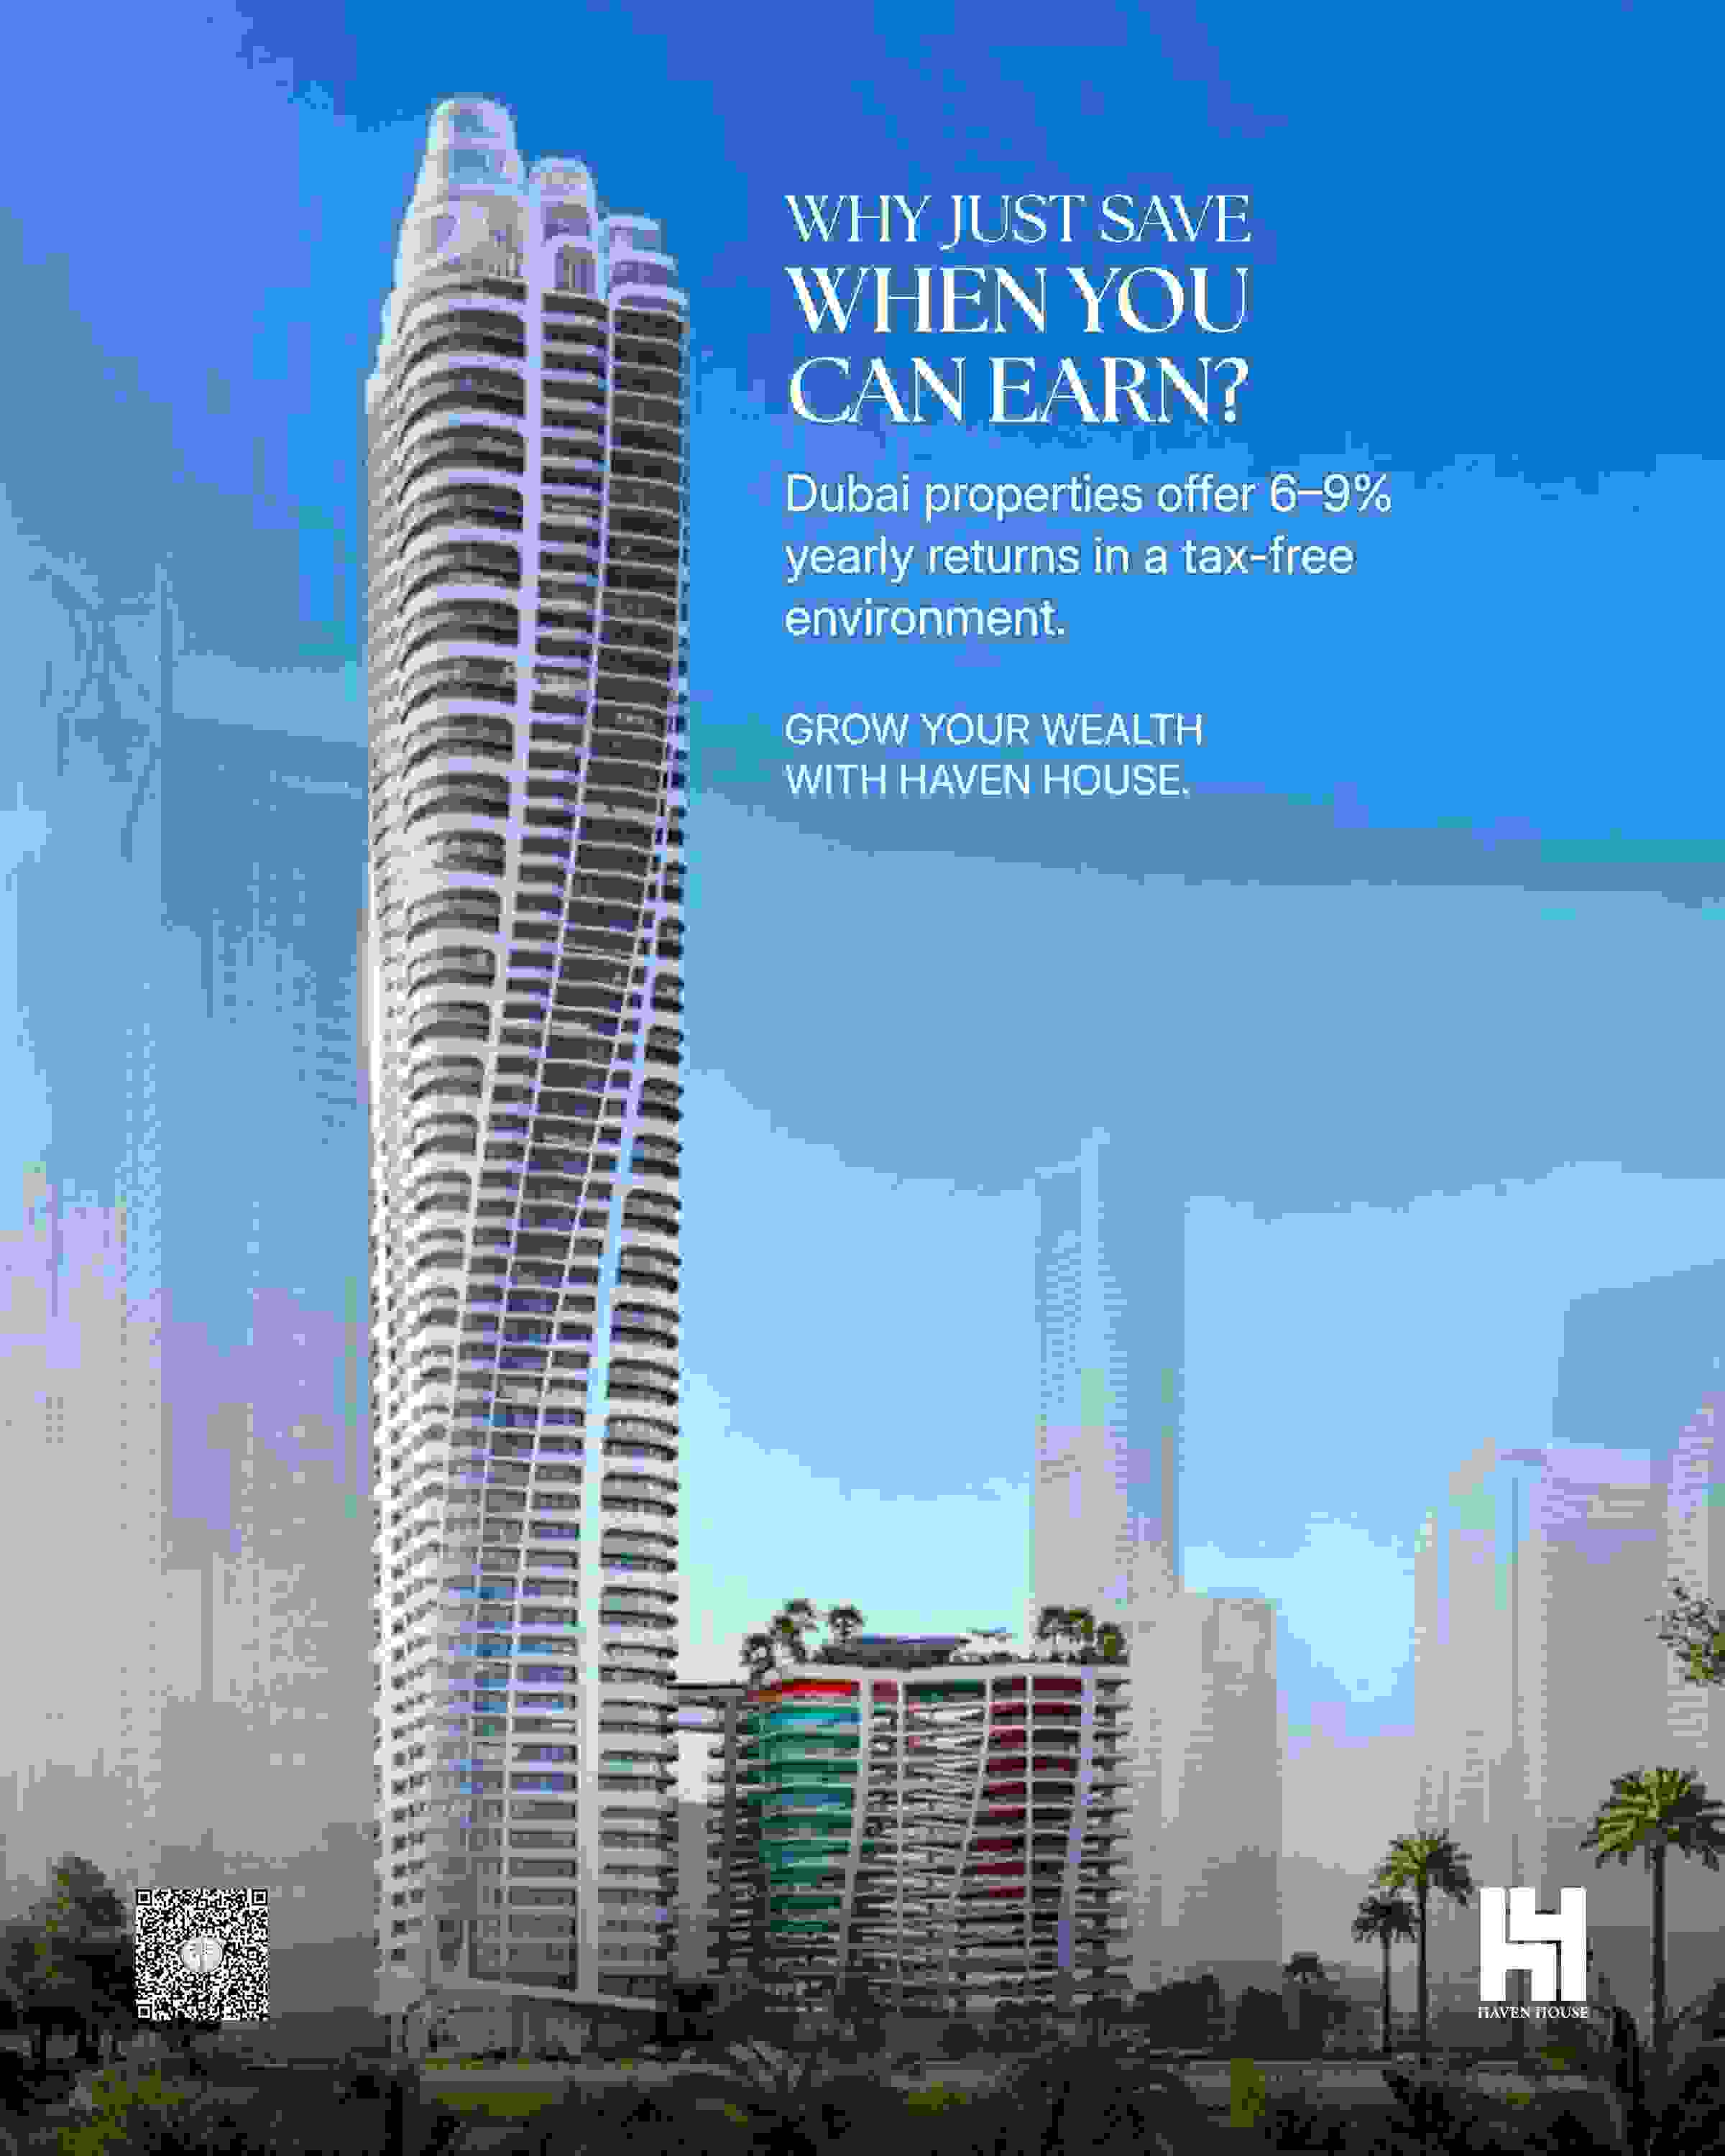 WHY JUST SAVE
WHEN YOU
CAN EARN?
Dubai properties offer 6–9%
yearly returns in a tax-free
environment.
GROW YOUR WEALTH
WITH HAVEN HOUSE.
HAVEN HOUSE